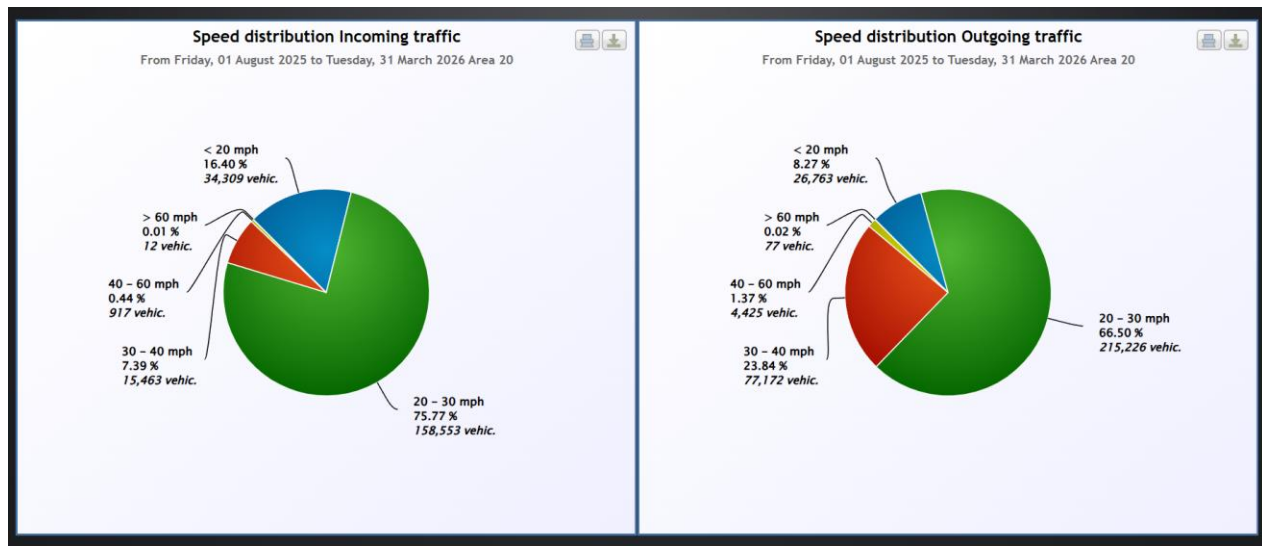 Speed distribution Incoming traffic
From Friday, 01 August 2025 to Tuesday, 31 March 2026 Area 20
< 20 mph
16.40 %
34,309 vehic.
> 60 mph
0.01 %
12 vehic.
40 – 60 mph
0.44 %
917 vehic.
30 – 40 mph
7.39 %
15,463 vehic.
20 – 30 mph
75.77 %
158,553 vehic.
Speed distribution Outgoing traffic
From Friday, 01 August 2025 to Tuesday, 31 March 2026 Area 20
< 20 mph
8.27 %
26,763 vehic.
> 60 mph
0.02 %
77 vehic.
40 – 60 mph
1.37 %
4,425 vehic.
30 – 40 mph
23.84 %
77,172 vehic.
20 – 30 mph
66.50 %
215,226 vehic.